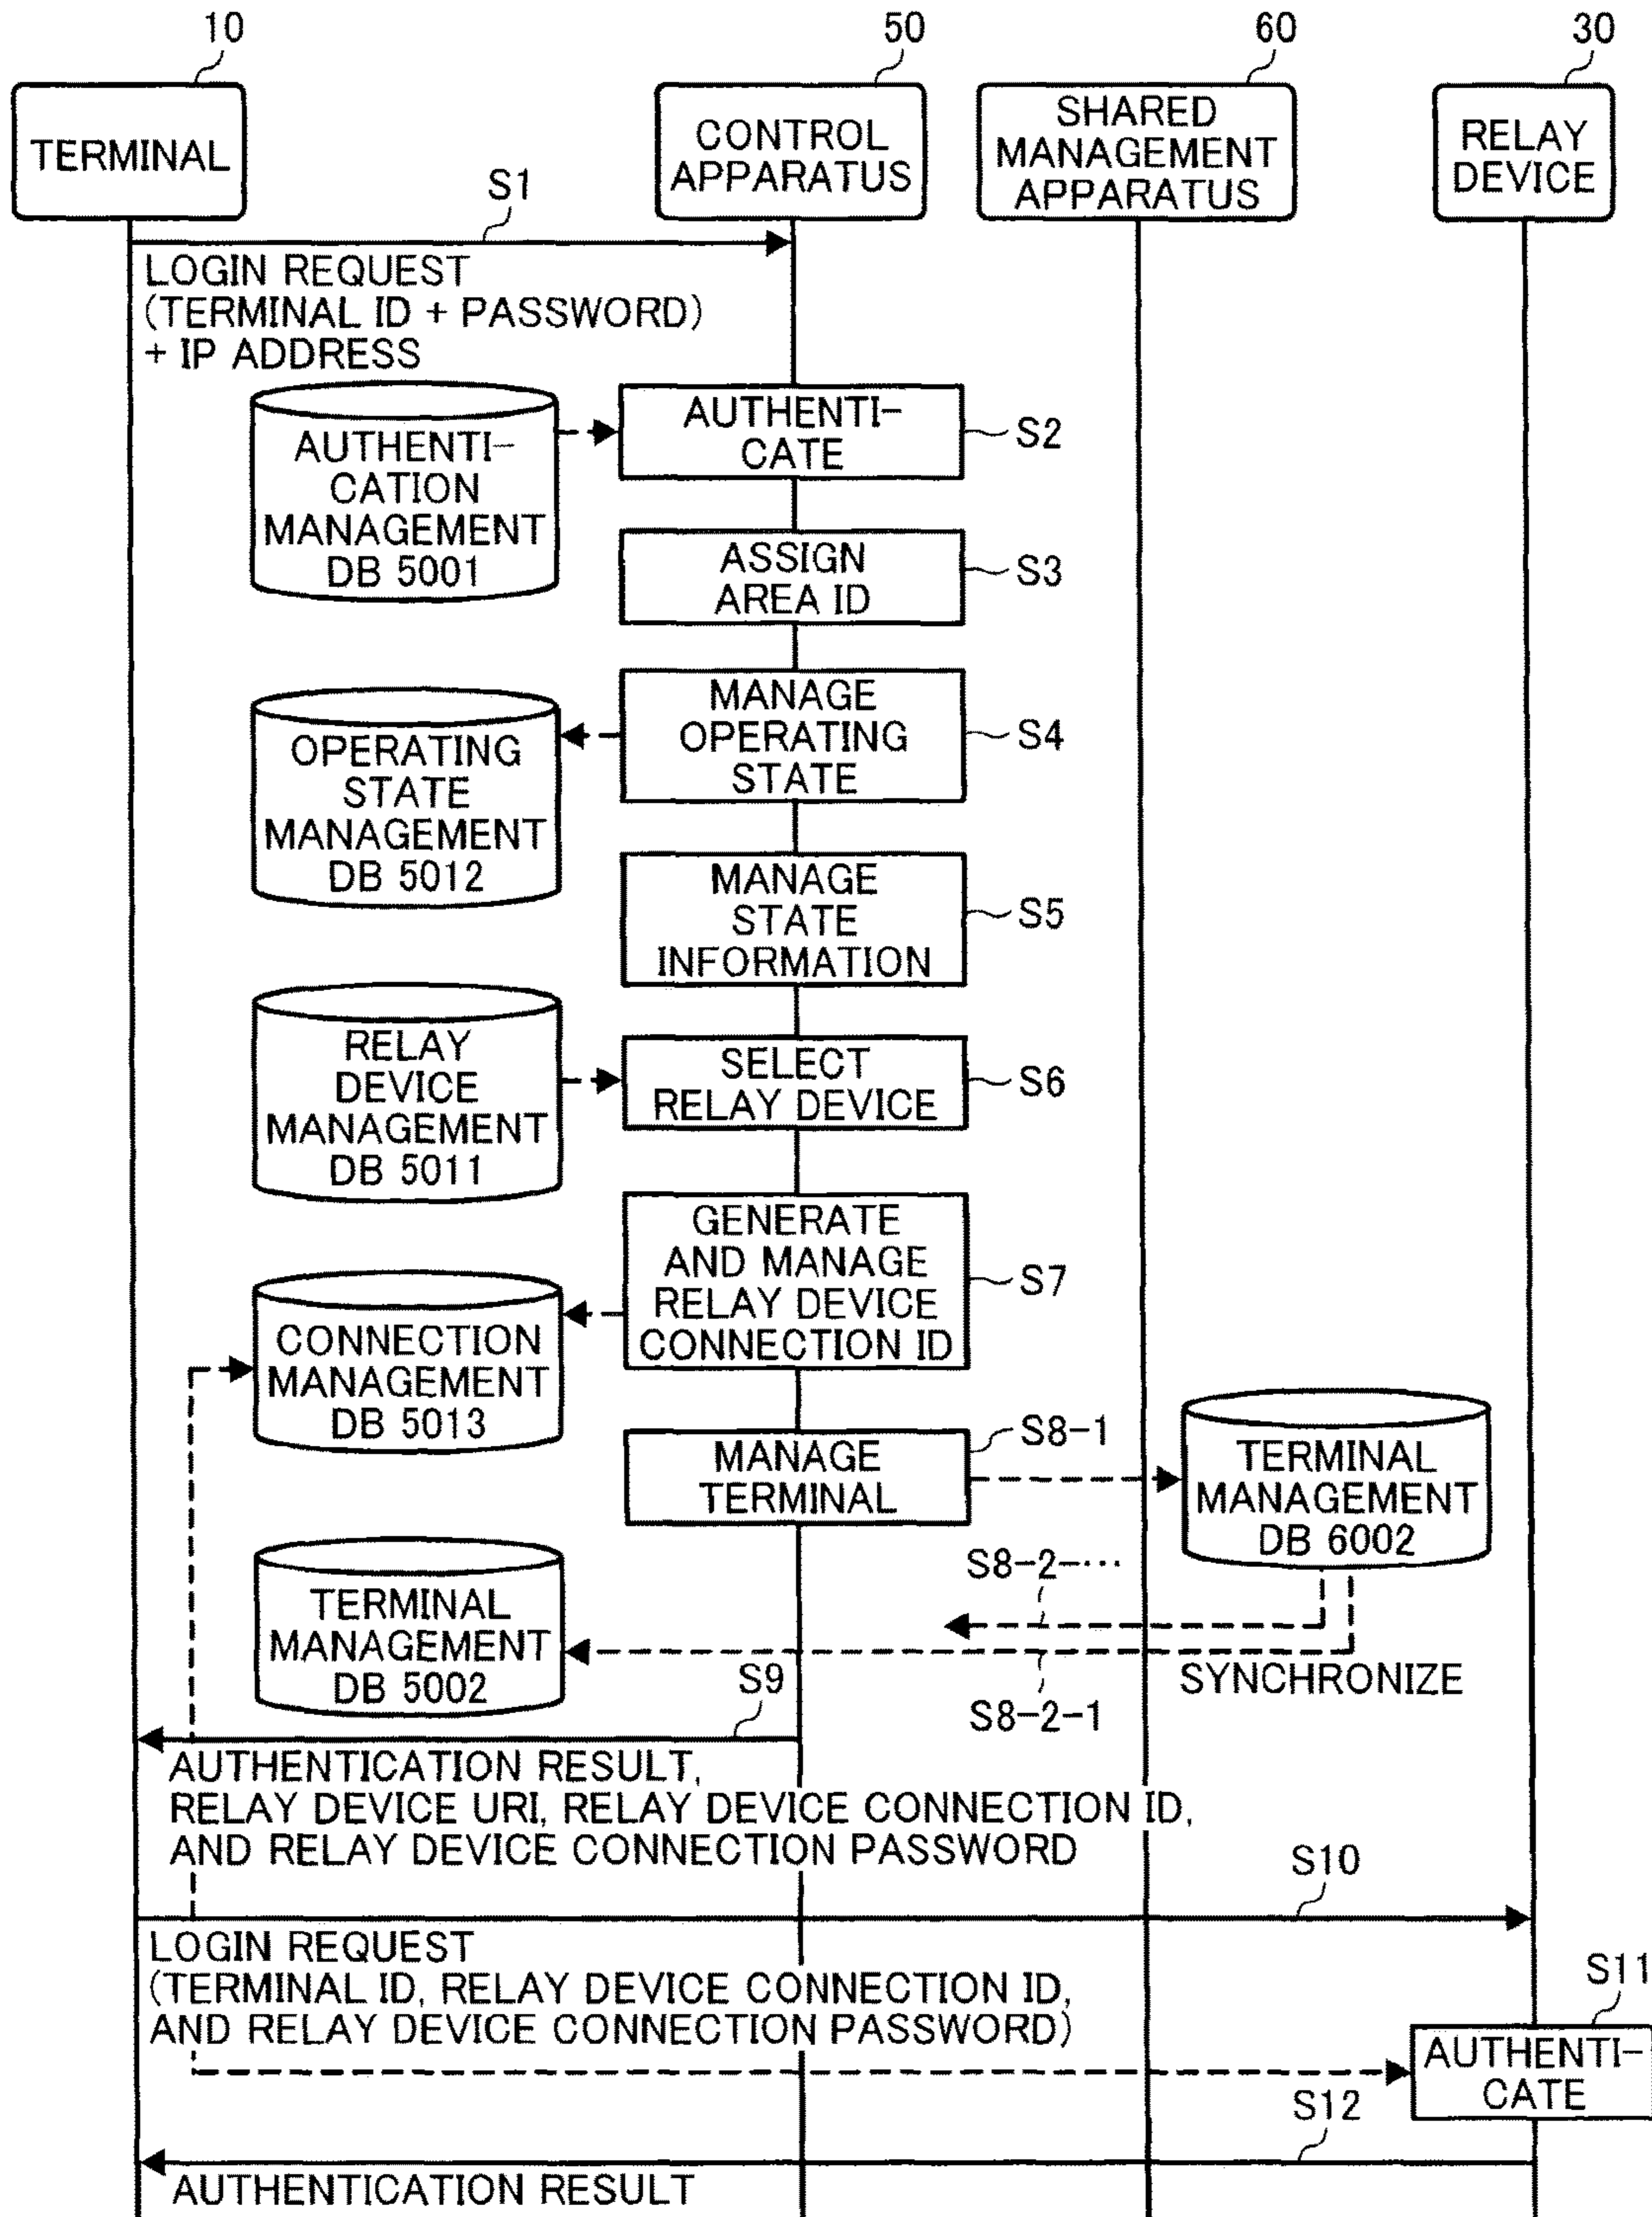 10
50
60
30
TERMINAL
CONTROL
APPARATUS
SHARED
MANAGEMENT
APPARATUS
RELAY
DEVICE
S1
LOGIN REQUEST
(TERMINAL ID + PASSWORD)
+ IP ADDRESS
AUTHENTI-
CATION
MANAGEMENT
DB 5001
AUTHENTI-
CATE
S2
ASSIGN
AREA ID
S3
OPERATING
STATE
MANAGEMENT
DB 5012
MANAGE
OPERATING
STATE
S4
MANAGE
STATE
INFORMATION
S5
RELAY
DEVICE
MANAGEMENT
DB 5011
SELECT
RELAY DEVICE
S6
GENERATE
AND MANAGE
RELAY DEVICE
CONNECTION ID
S7
CONNECTION
MANAGEMENT
DB 5013
MANAGE
TERMINAL
S8-1
TERMINAL
MANAGEMENT
DB 6002
S8-2-···
TERMINAL
MANAGEMENT
DB 5002
SYNCHRONIZE
S8-2-1
S9
AUTHENTICATION RESULT,
RELAY DEVICE URI, RELAY DEVICE CONNECTION ID,
AND RELAY DEVICE CONNECTION PASSWORD
S10
LOGIN REQUEST
(TERMINAL ID, RELAY DEVICE CONNECTION ID,
AND RELAY DEVICE CONNECTION PASSWORD)
S11
AUTHENTI-
CATE
S12
AUTHENTICATION RESULT